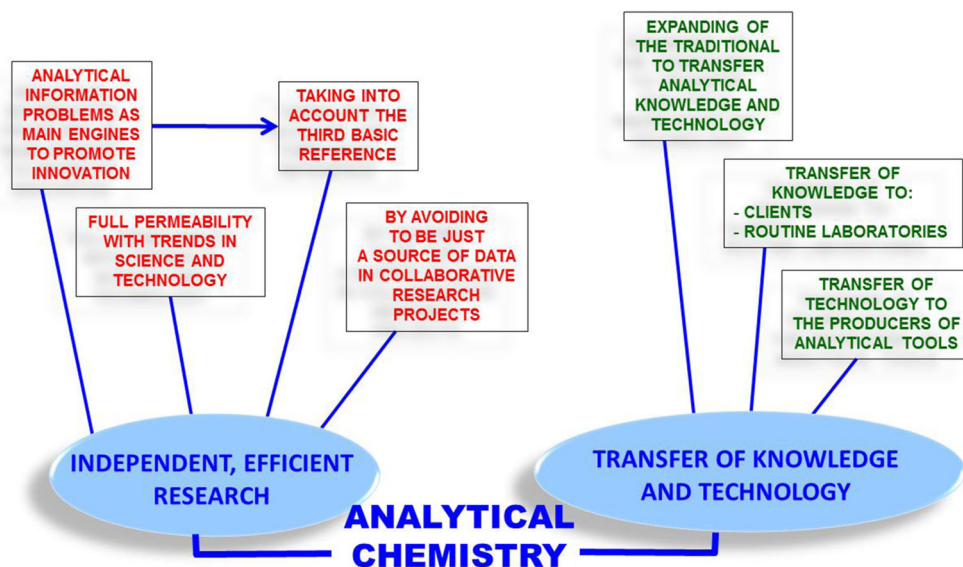 ANALYTICAL
INFORMATION
PROBLEMS AS
MAIN ENGINES
TO PROMOTE
INNOVATION
TAKING INTO
ACCOUNT THE
THIRD BASIC
REFERENCE
FULL PERMEABILITY
WITH TRENDS IN
SCIENCE AND
TECHNOLOGY
BY AVOIDING
TO BE JUST
A SOURCE OF DATA
IN COLLABORATIVE
RESEARCH
PROJECTS
EXPANDING OF
THE TRADITIONAL
TO TRANSFER
ANALYTICAL
KNOWLEDGE AND
TECHNOLOGY
TRANSFER OF
KNOWLEDGE TO:
- CLIENTS
- ROUTINE LABORATORIES
TRANSFER OF
TECHNOLOGY TO
THE PRODUCERS OF
ANALYTICAL TOOLS
INDEPENDENT, EFFICIENT
RESEARCH
TRANSFER OF KNOWLEDGE
AND TECHNOLOGY
ANALYTICAL
CHEMISTRY